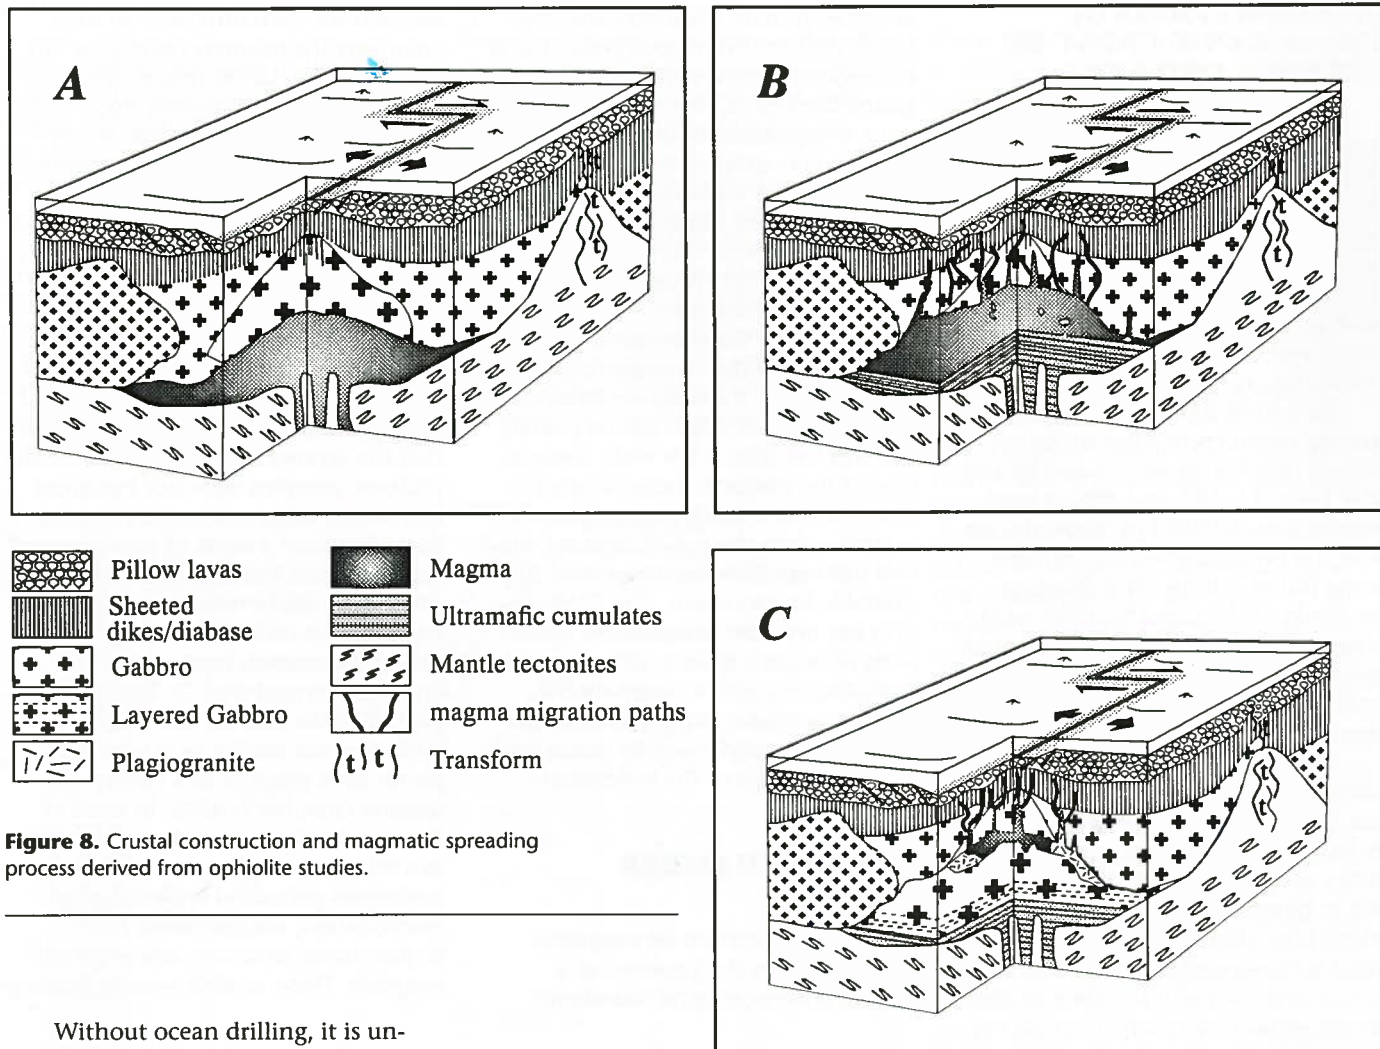 A
B
Pillow lavas
Sheeted
dikes/diabase
Gabbro
Layered Gabbro
Plagiogranite
Magma
Ultramafic cumulates
Mantle tectonites
magma migration paths
t t
Transform
C
Figure 8. Crustal construction and magmatic spreading
process derived from ophiolite studies.
Without ocean drilling, it is un-
t
t
t
t
t
t
t
t